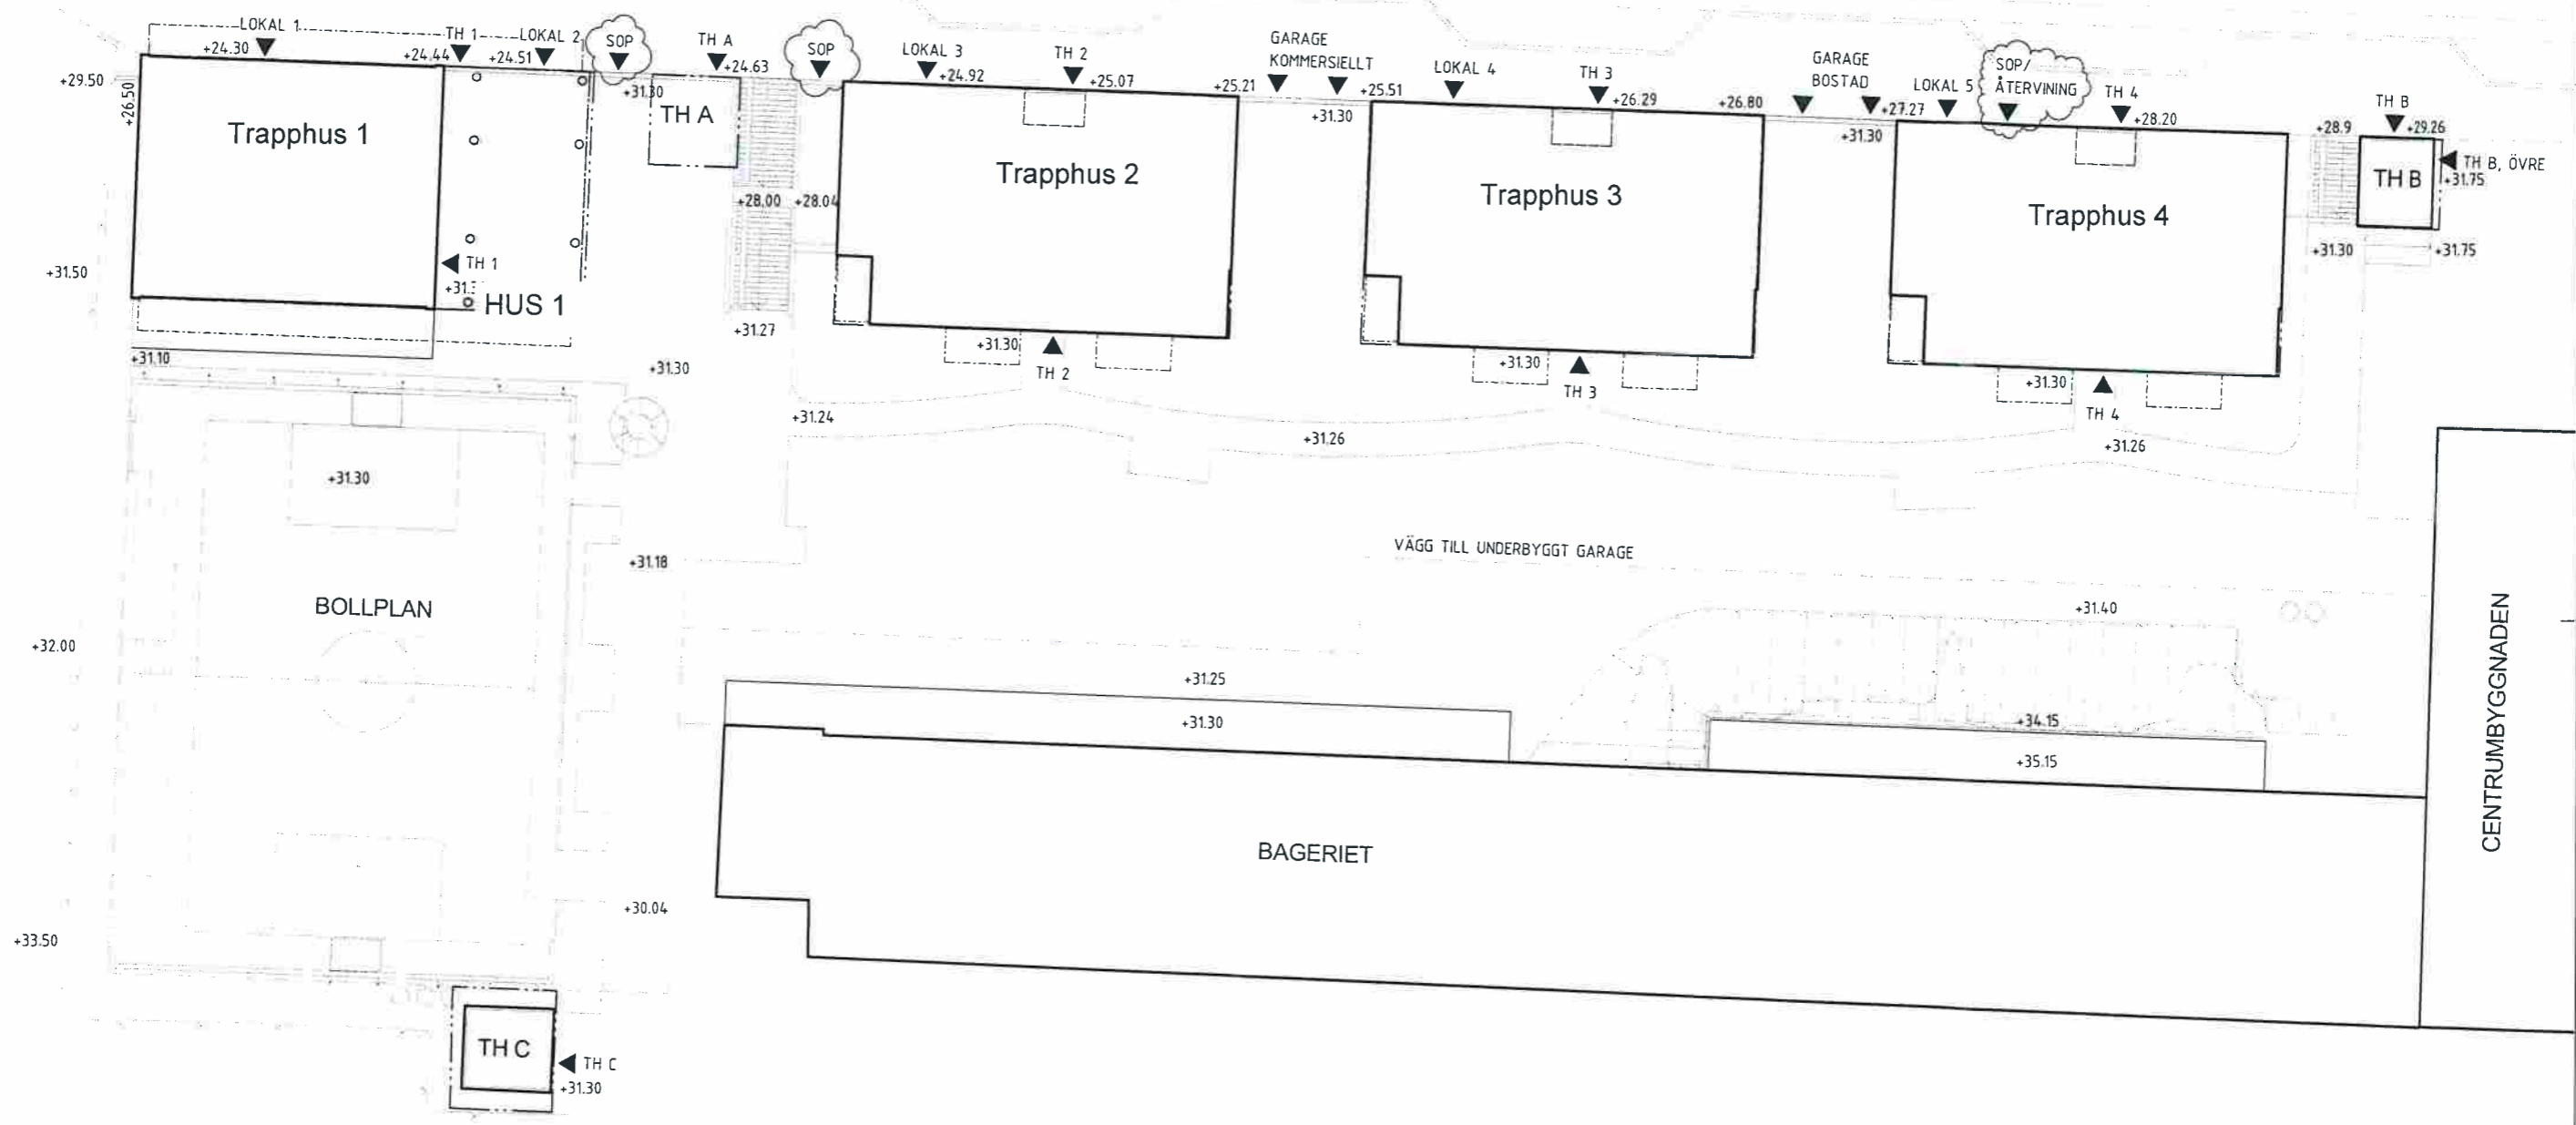 LOKAL 1
+24.30
TH 1
+24.44
LOKAL 2
+24.51
SOP
+31.30
TH A
+24.63
SOP
LOKAL 3
+24.92
TH 2
+25.07
+25.21
GARAGE
KOMMERSIELLT
+31.30
+25.51
LOKAL 4
TH 3
+26.29
+26.80
GARAGE
BOSTAD
+31.30
+27.27
LOKAL 5
SOP/
ÅTERVINING
TH 4
+28.20
+28.9
TH B
+29.26
TH B, ÖVRE
+31.75
+29.50
+26.50
Trapphus 1
TH A
Trapphus 2
Trapphus 3
Trapphus 4
TH B
+28.00
+28.04
+31.30
+31.75
+31.50
TH 1
HUS 1
+31.27
+31.30
TH 2
+31.30
TH 3
+31.30
TH 4
+31.10
+31.30
+31.24
+31.26
+31.26
+31.30
VÄGG TILL UNDERBYGGT GARAGE
+31.18
BOLLPLAN
+31.40
+32.00
+31.25
+31.30
+34.15
+35.15
CENTRUMBYGGNADEN
BAGERIET
+30.04
+33.50
TH C
TH C
+31.30